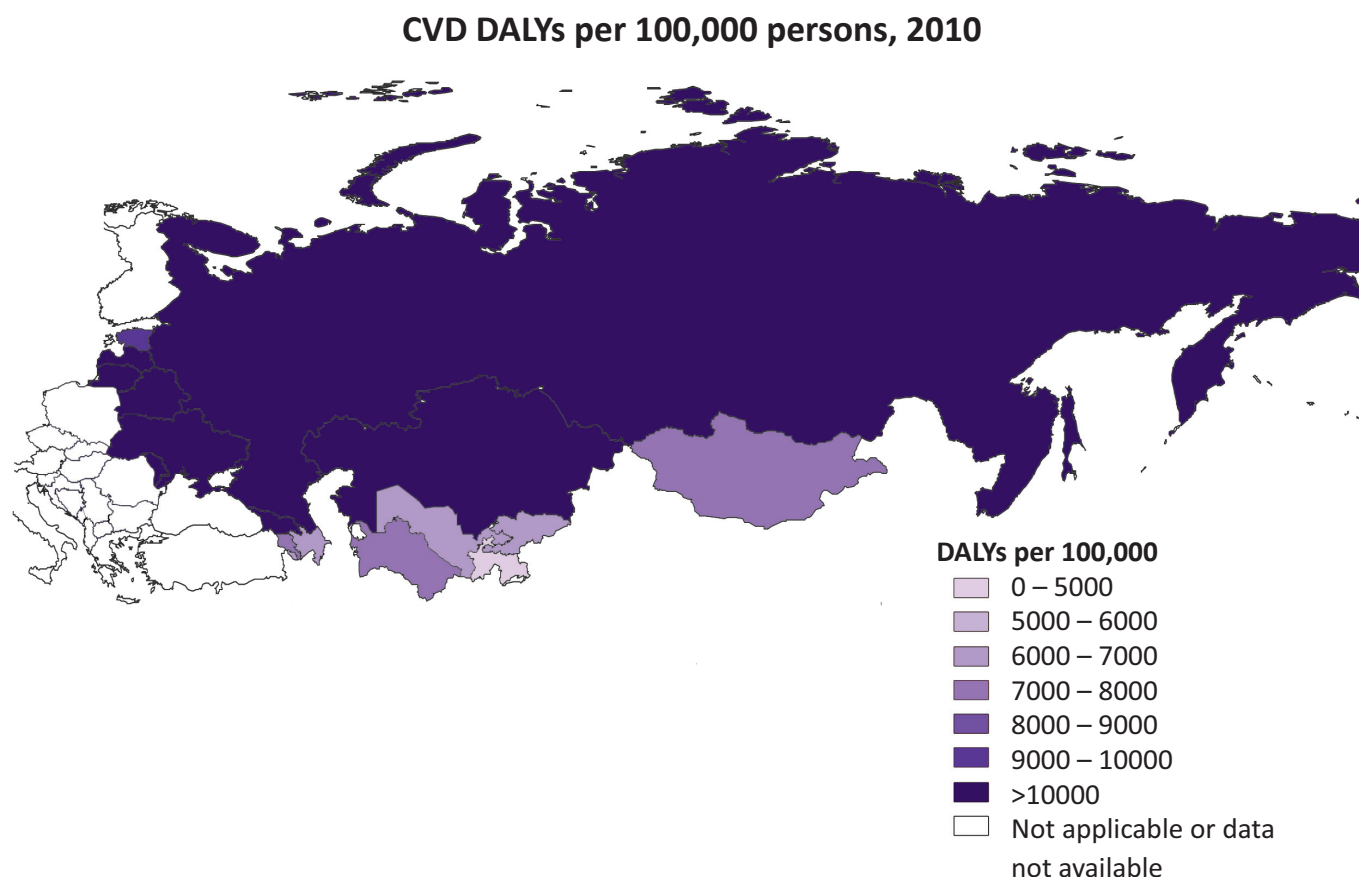 CVD DALYs per 100,000 persons, 2010
DALYs per 100,000
0 – 5000
5000 – 6000
6000 – 7000
7000 – 8000
8000 – 9000
9000 – 10000
>10000
Not applicable or data
not available